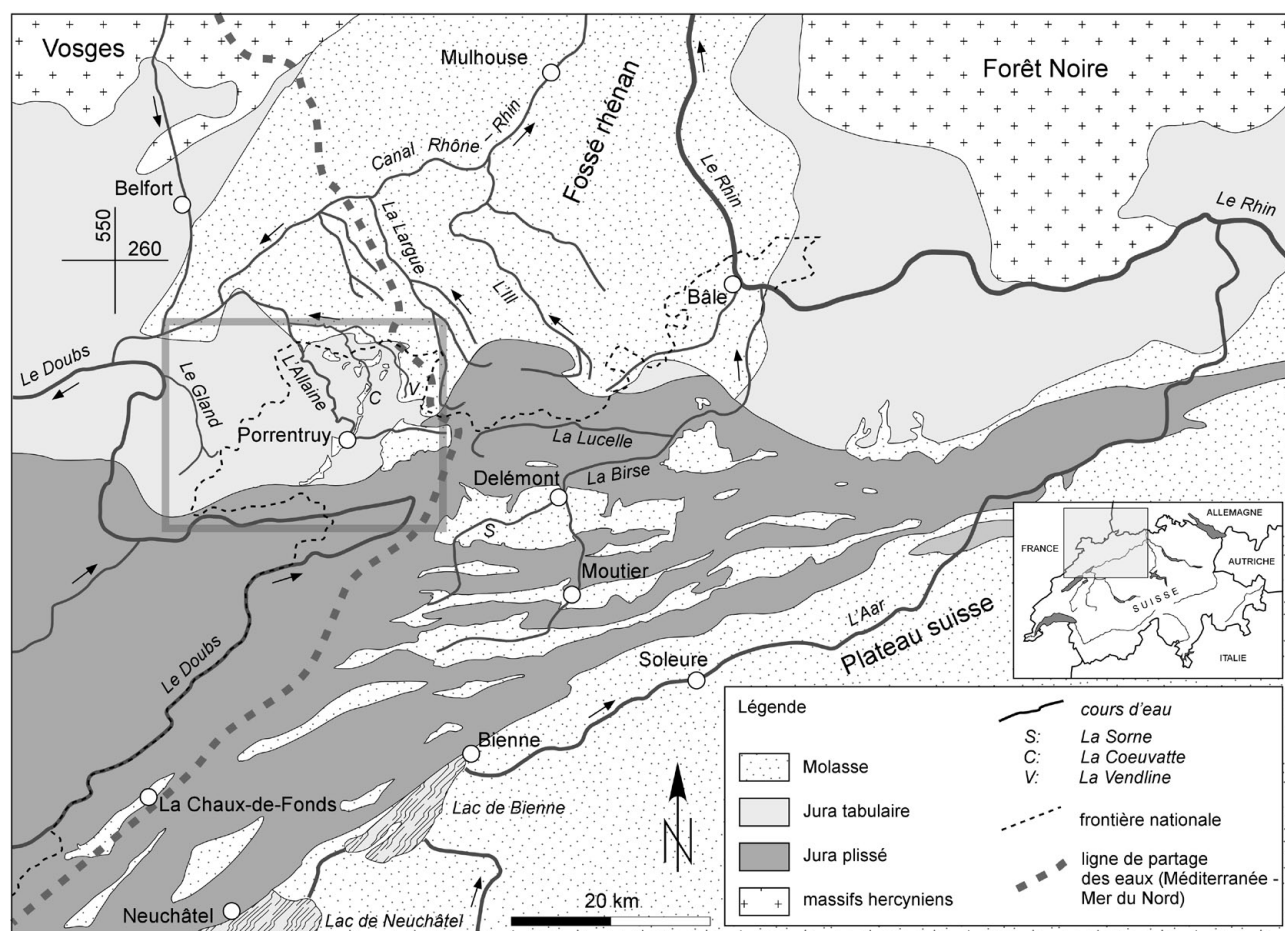 Vosges
Mulhouse
Forêt Noire
Canal Rhône – Rhin
Fossé rhénan
Le Rhin
Belfort
550
260
La Largue
Le Rhin
L'Ill
Bâle
Le Doubs
Le Gland
L'Allaine
C
V
Porrentruy
La Lucelle
La Birse
Delémont
S
Moutier
ALLEMAGNE
FRANCE
AUTRICHE
SUISSE
ITALIE
L'Aar
Plateau suisse
Le Doubs
Soleure
Bienne
La Chaux-de-Fonds
Lac de Bienne
N
Neuchâtel
Lac de Neuchâtel
20 km
Légende
Molasse
Jura tabulaire
Jura plissé
massifs hercyniens
cours d'eau
S: La Sorne
C: La Coeuvatte
V: La Vendline
frontière nationale
ligne de partage
des eaux (Méditerranée -
Mer du Nord)